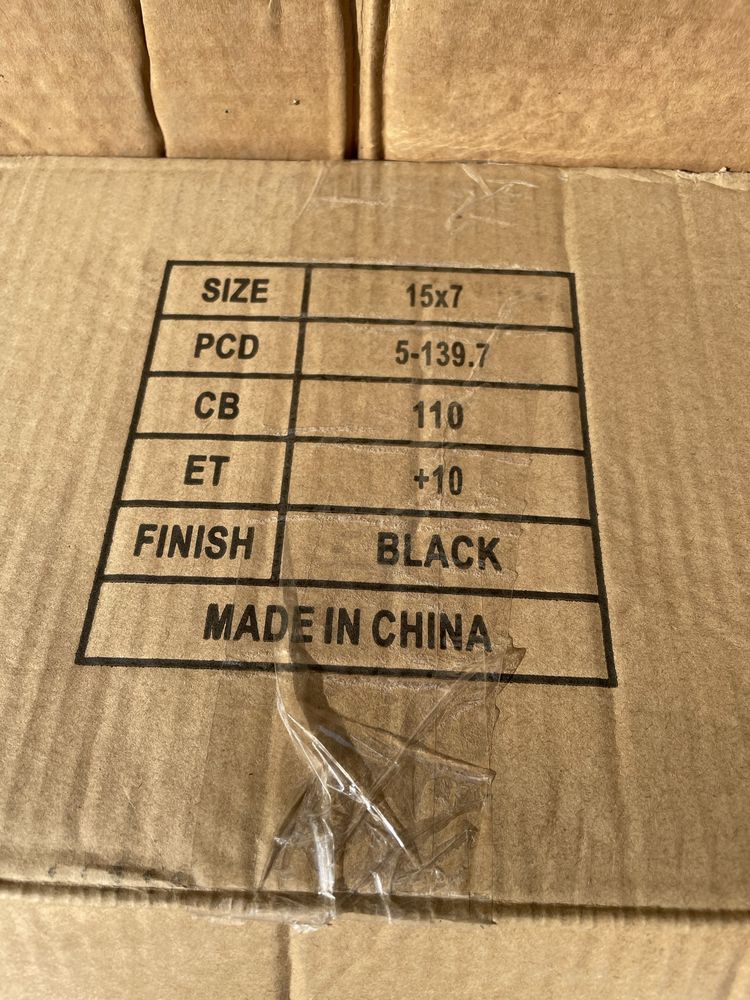 SIZE 15x7
PCD 5-139.7
CB 110
ET +10
FINISH BLACK
MADE IN CHINA